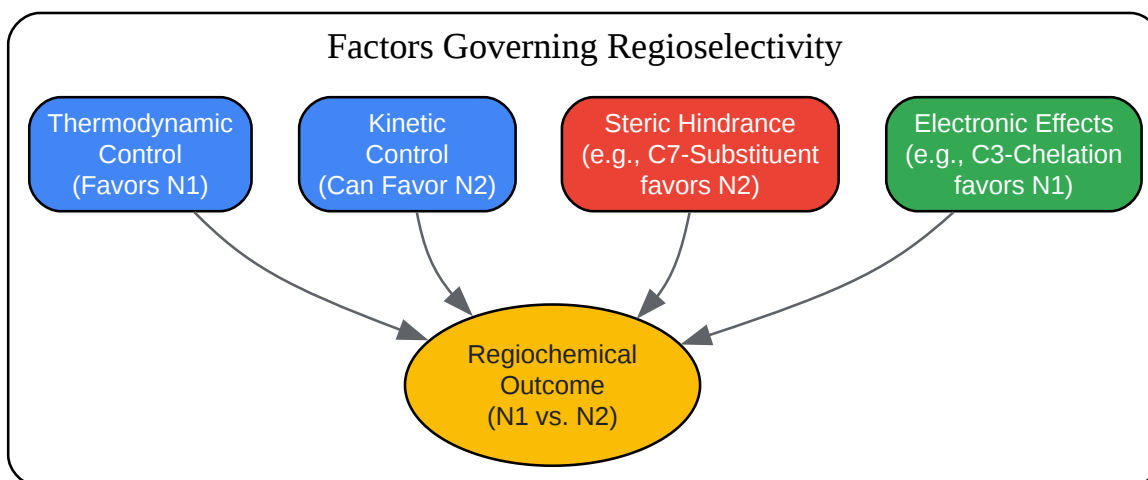 Factors Governing Regioselectivity
Thermodynamic
Control
(Favors N1)
Kinetic
Control
(Can Favor N2)
Steric Hindrance
(e.g., C7-Substituent
favors N2)
Electronic Effects
(e.g., C3-Chelation
favors N1)
Regiochemical
Outcome
(N1 vs. N2)